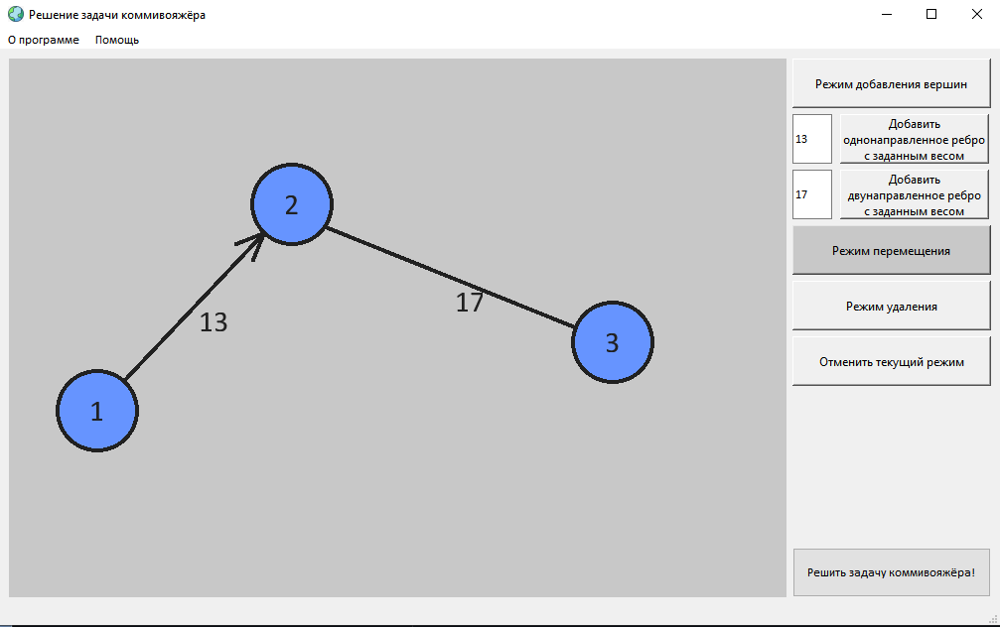 Решение задачи коммивояжёра
О программе Помощь
2
17
13
3
1
Режим добавления вершин
13
Добавить
однонаправленное ребро
с заданным весом
17
Добавить
двунаправленное ребро
с заданным весом
Режим перемещения
Режим удаления
Отменить текущий режим
Решить задачу коммивояжёра!